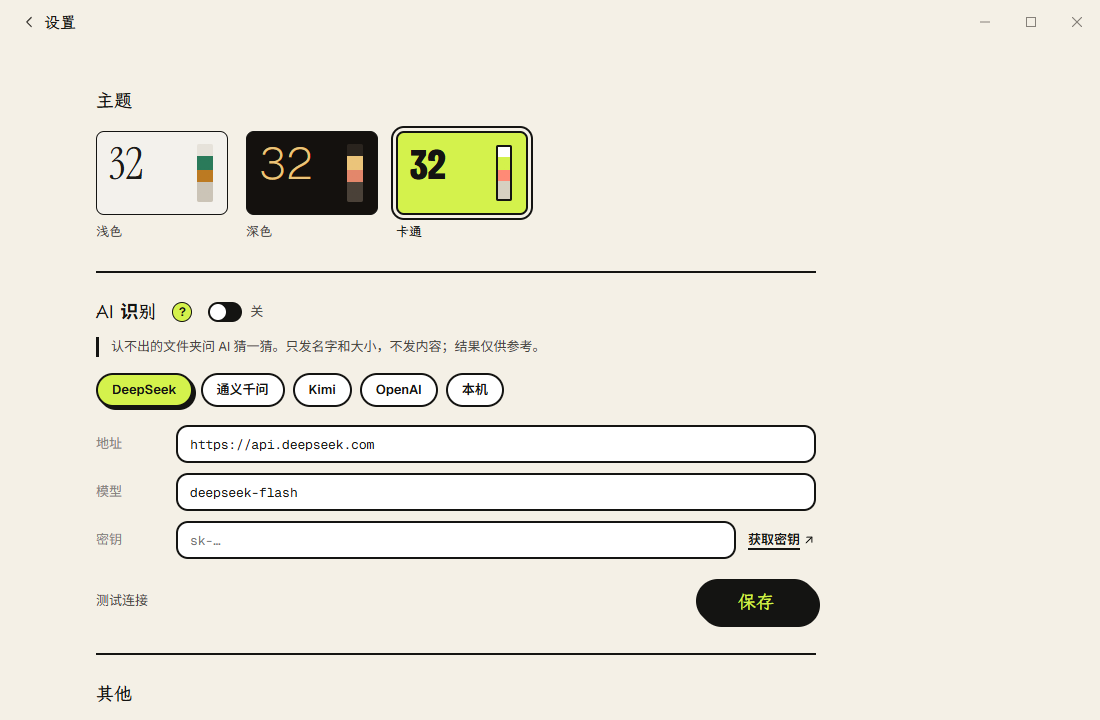 设置
主题
32
32
32
浅色
深色
卡通
AI 识别 ? 关
认不出的文件夹问 AI 猜一猜。只发名字和大小，不发内容；结果仅供参考。
DeepSeek 通义千问 Kimi OpenAI 本机
地址 https://api.deepseek.com
模型 deepseek-flash
密钥 sk-… 获取密钥
测试连接 保存
其他